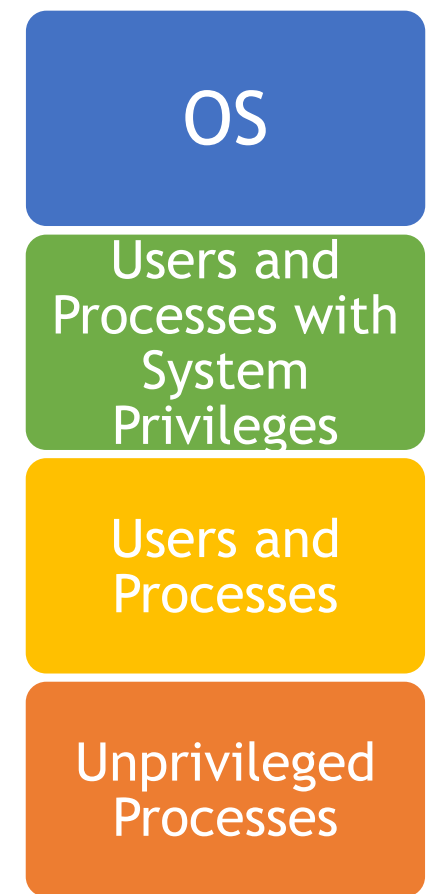 OS
Users and
Processes with
System
Privileges
Users and
Processes
Unprivileged
Processes